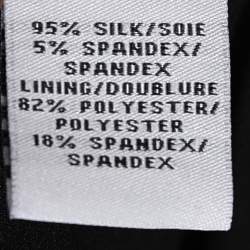 95% SILK/SOIE
5% SPANDEX/
SPANDEX
LINING/DOUBLURE
82% POLYESTER/
POLYESTER
18% SPANDEX/
SPANDEX